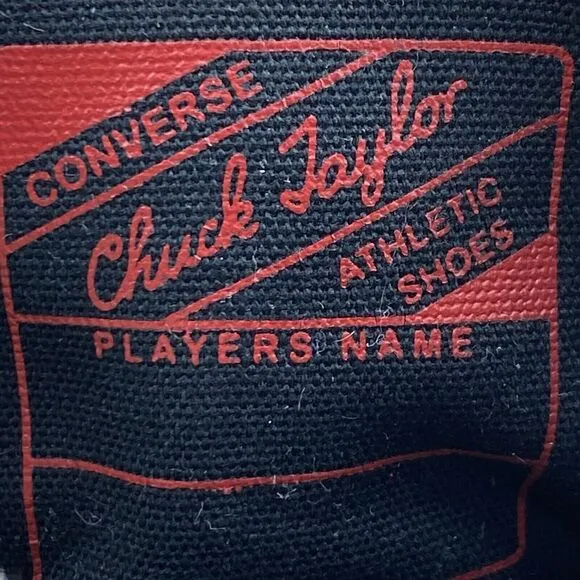 CONVERSE
Chuck Taylor
ATHLETIC
SHOES
PLAYERS NAME